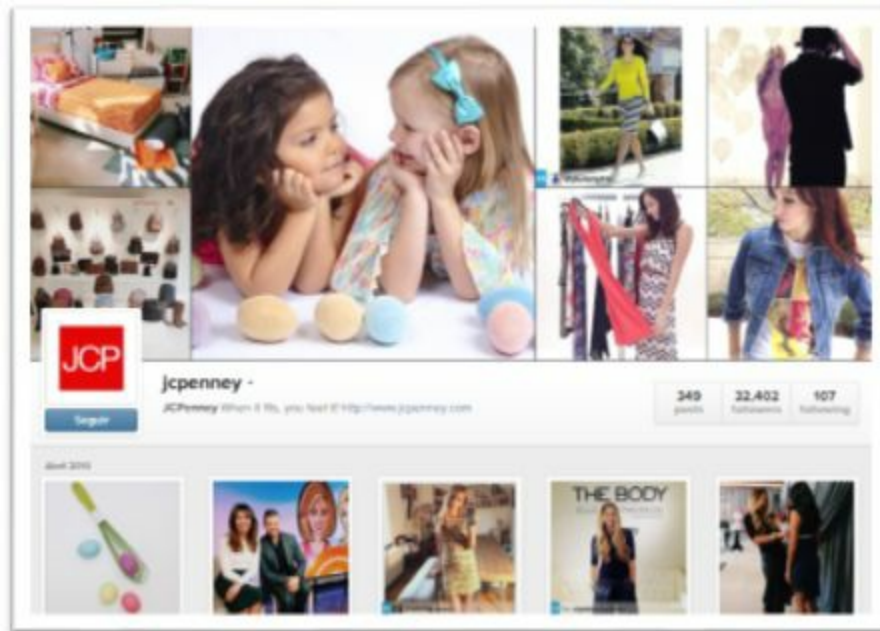 JCP
jcpenney -
Seguir
JCPenney When it fits, you feel it! http://www.jcpenney.com
349 posts
32,402 followers
107 following
Abril
THE BODY